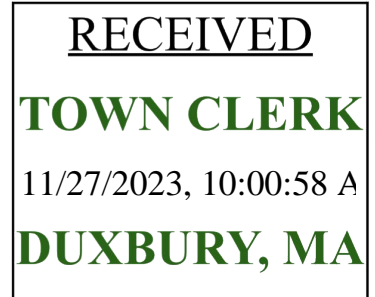 RECEIVED
TOWN CLERK
11/27/2023, 10:00:58 A
DUXBURY, MA